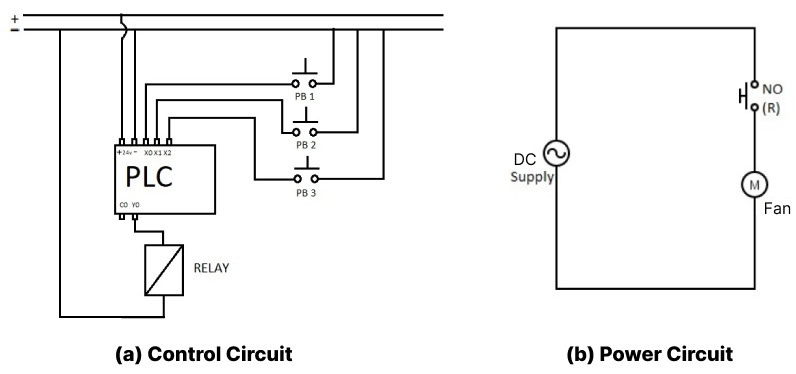 +
−
PB 1
PB 2
PB 3
+24v - X0 X1 X2
PLC
C0 Y0
RELAY
(a) Control Circuit
NO
(R)
DC
Supply
M
Fan
(b) Power Circuit